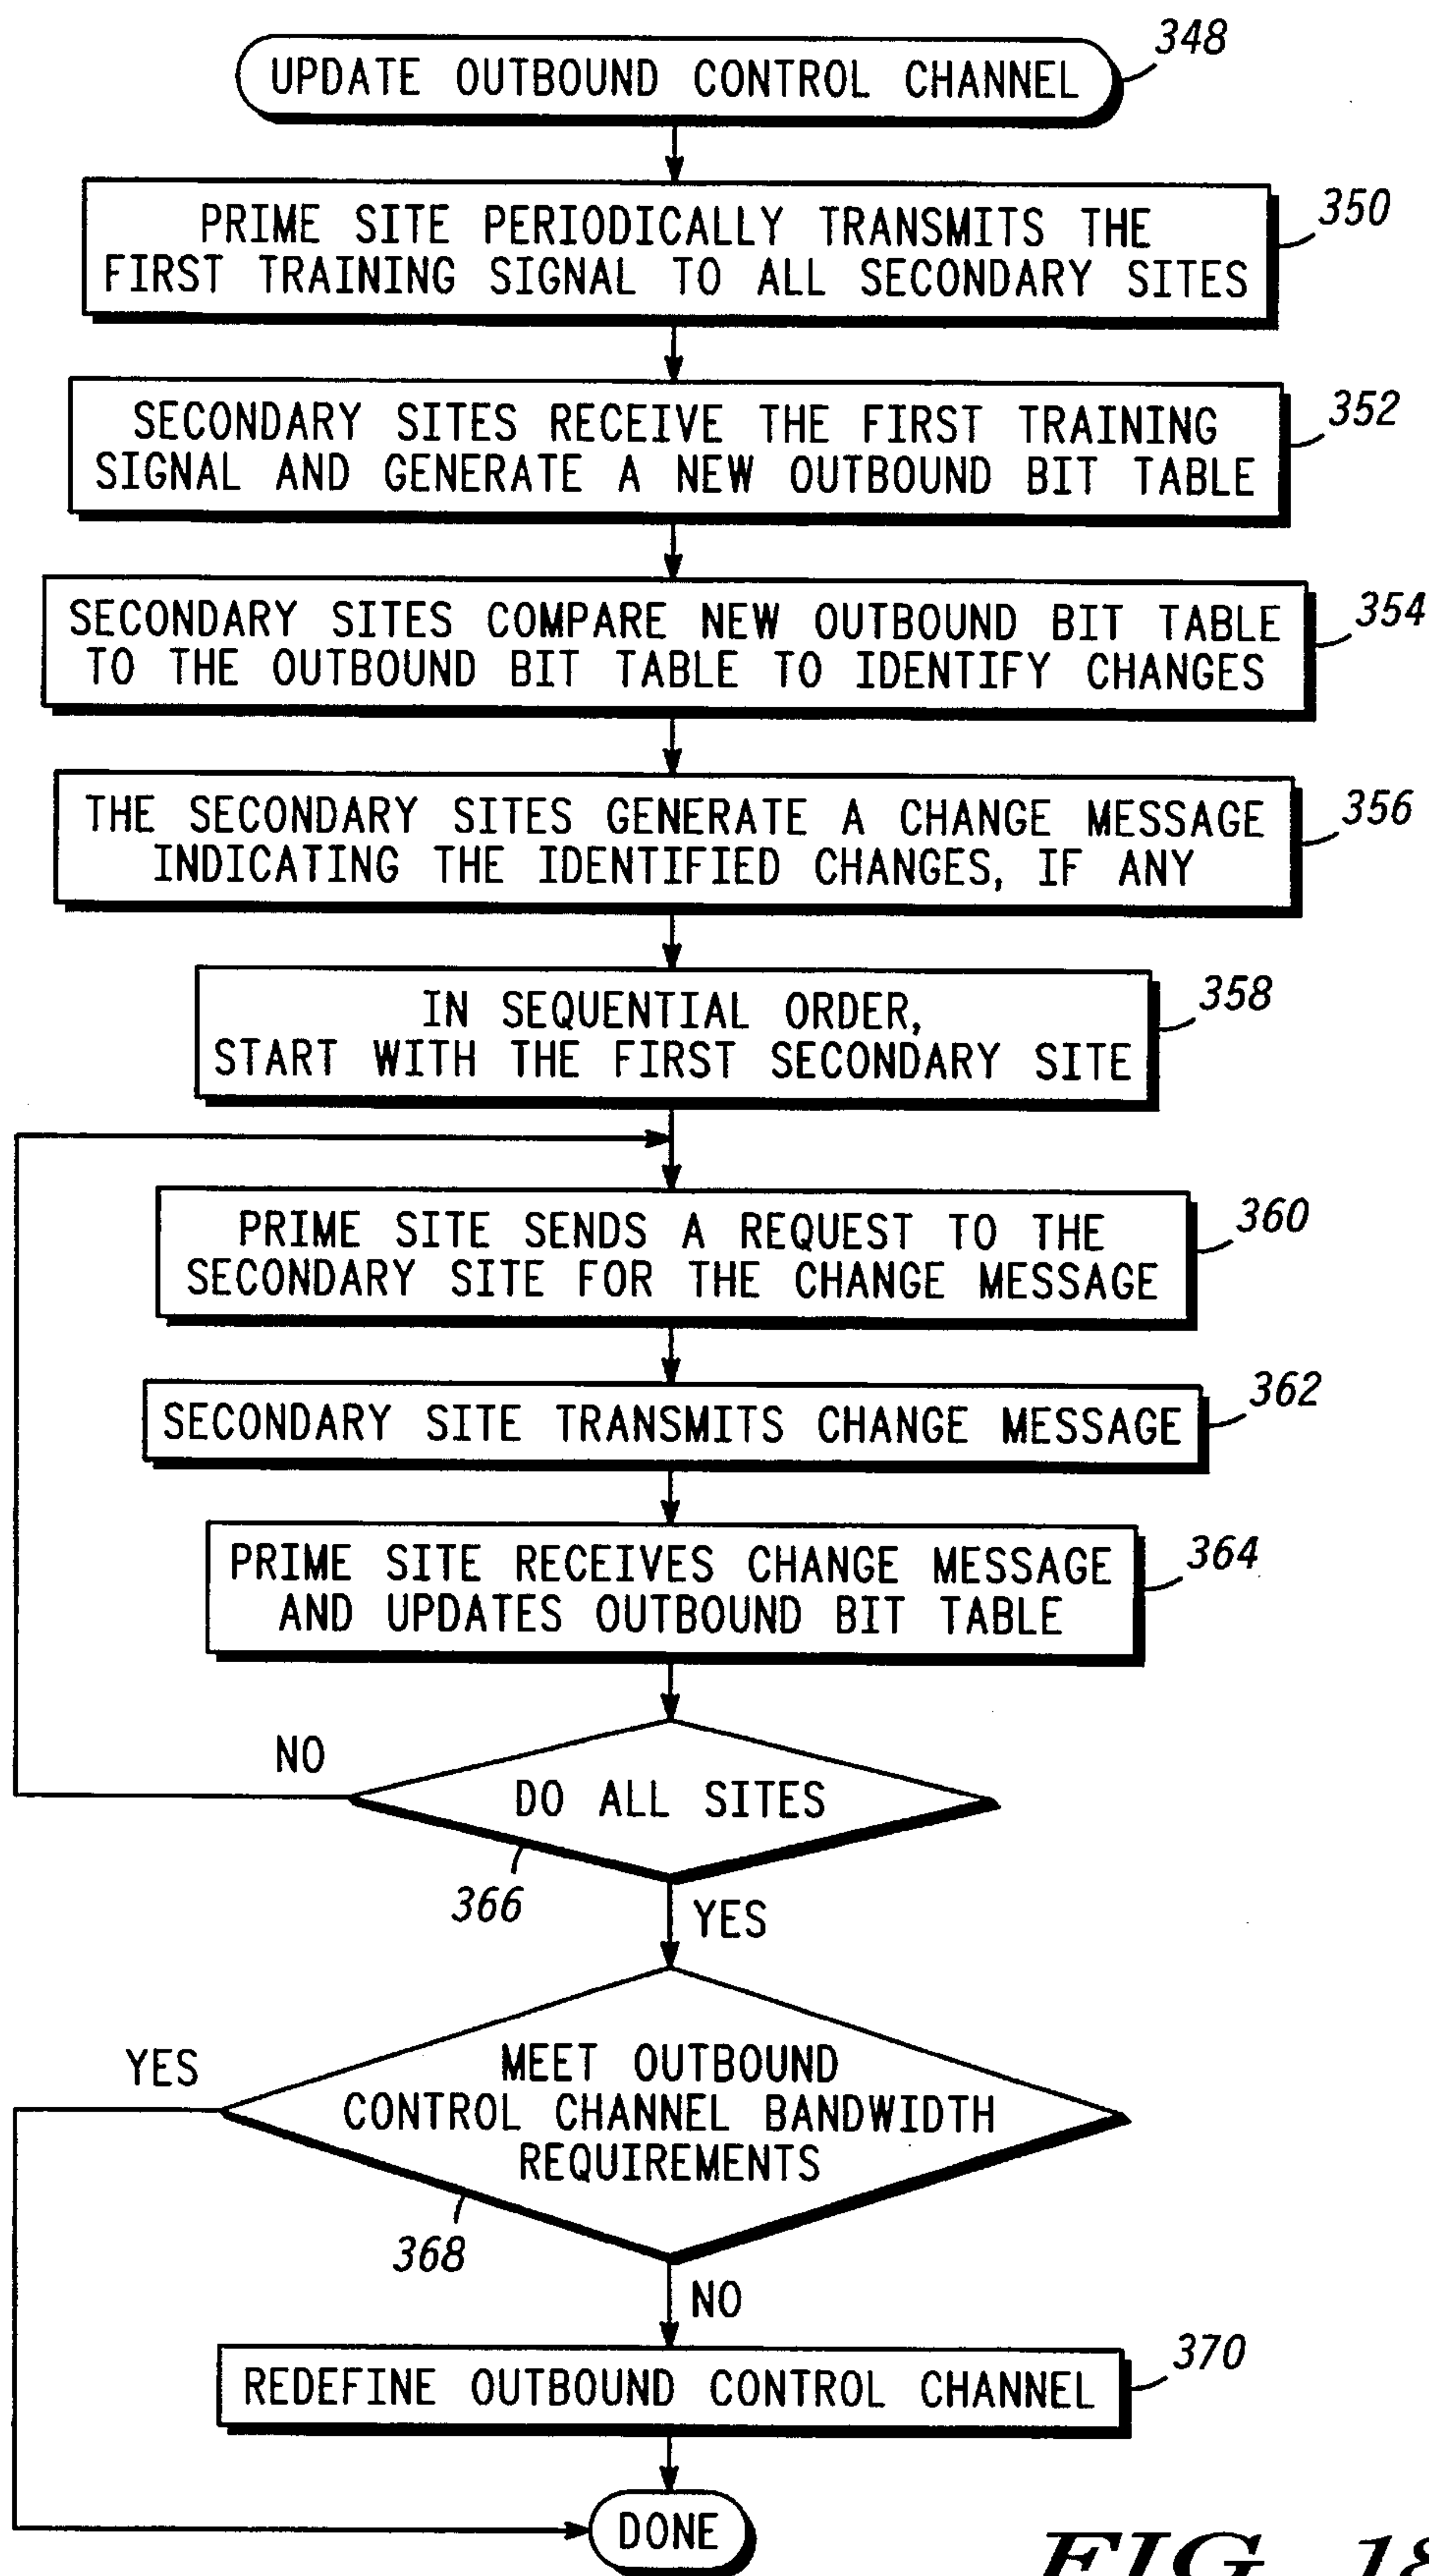 348
UPDATE OUTBOUND CONTROL CHANNEL
350
PRIME SITE PERIODICALLY TRANSMITS THE
FIRST TRAINING SIGNAL TO ALL SECONDARY SITES
352
SECONDARY SITES RECEIVE THE FIRST TRAINING
SIGNAL AND GENERATE A NEW OUTBOUND BIT TABLE
354
SECONDARY SITES COMPARE NEW OUTBOUND BIT TABLE
TO THE OUTBOUND BIT TABLE TO IDENTIFY CHANGES
356
THE SECONDARY SITES GENERATE A CHANGE MESSAGE
INDICATING THE IDENTIFIED CHANGES, IF ANY
358
IN SEQUENTIAL ORDER,
START WITH THE FIRST SECONDARY SITE
360
PRIME SITE SENDS A REQUEST TO THE
SECONDARY SITE FOR THE CHANGE MESSAGE
362
SECONDARY SITE TRANSMITS CHANGE MESSAGE
364
PRIME SITE RECEIVES CHANGE MESSAGE
AND UPDATES OUTBOUND BIT TABLE
NO
DO ALL SITES
366
YES
YES
MEET OUTBOUND
CONTROL CHANNEL BANDWIDTH
REQUIREMENTS
368
NO
370
REDEFINE OUTBOUND CONTROL CHANNEL
DONE
FIG. 18